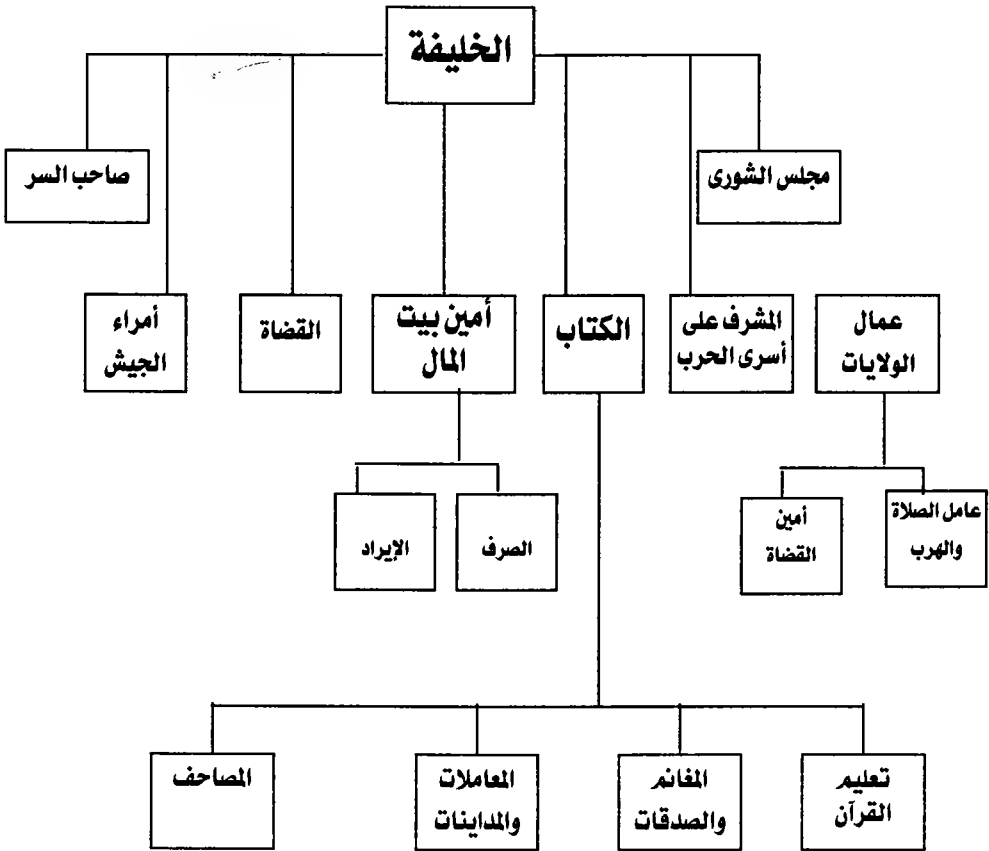 الخليفة
مجلس الشورى
صاحب السر
عمال
الولايات
المشرف على
أسرى الحرب
الكتاب
أمين بيت
المال
القضاة
أمراء
الجيش
عامل الصلاة
والهرب
أمين
القضاة
الصرف
الإيراد
تعليم
القرآن
المغانم
والصدقات
المعاملات
والمداينات
المصاحف